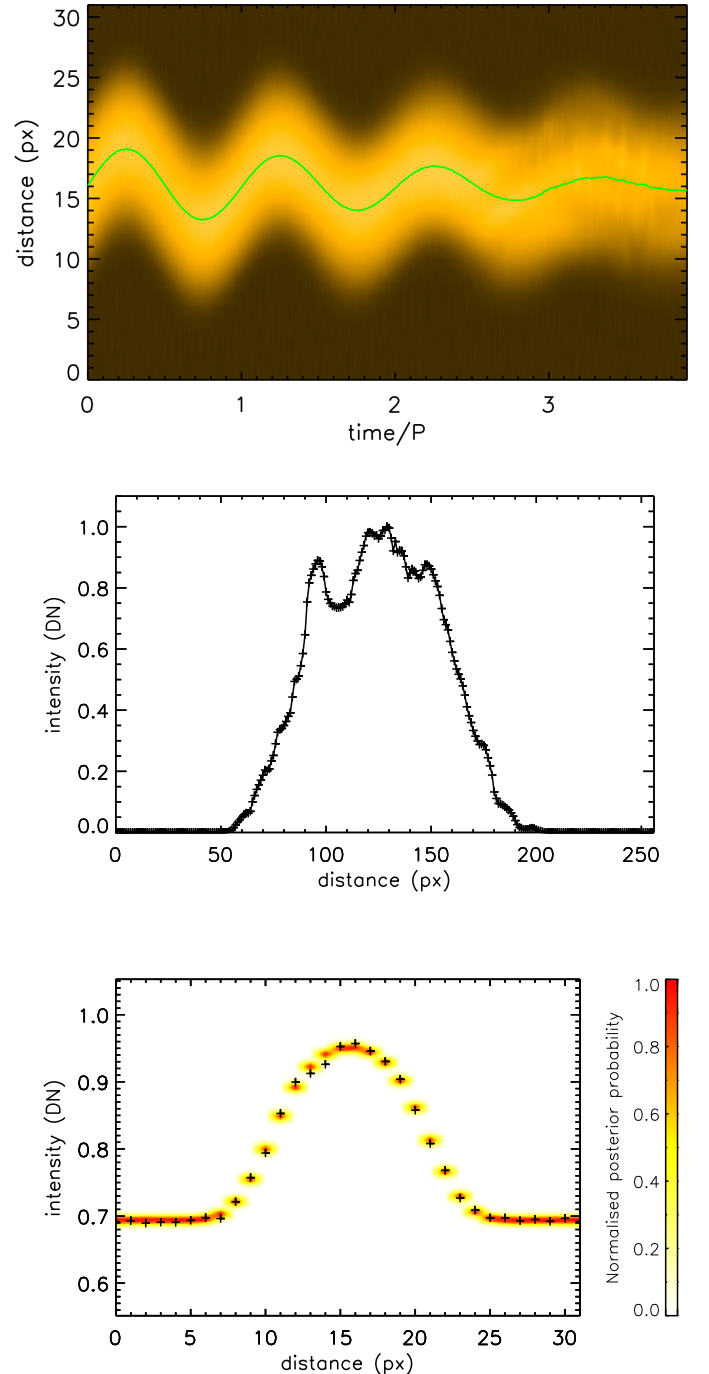 30
25
20
15
10
5
0
distance (px)
0 1 2 3
time/P
1.0
0.8
0.6
0.4
0.2
0.0
intensity (DN)
0 50 100 150 200 250
distance (px)
1.0
0.9
0.8
0.7
0.6
intensity (DN)
0 5 10 15 20 25 30
distance (px)
Normalised posterior probability
1.0
0.8
0.6
0.4
0.2
0.0